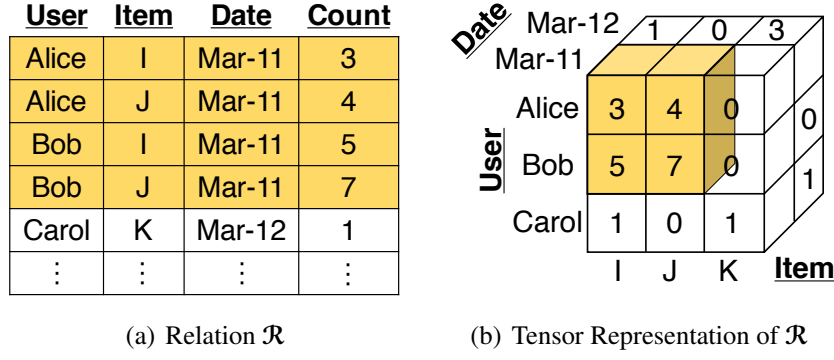 User Item Date Count
Alice I Mar-11 3
Alice J Mar-11 4
Bob I Mar-11 5
Bob J Mar-11 7
Carol K Mar-12 1
⋮ ⋮ ⋮ ⋮
(a) Relation ℛ
Date
Mar-12 1 0 3
Mar-11
Alice 3 4 0 0
User
Bob 5 7 0 1
Carol 1 0 1
I J K Item
(b) Tensor Representation of ℛ